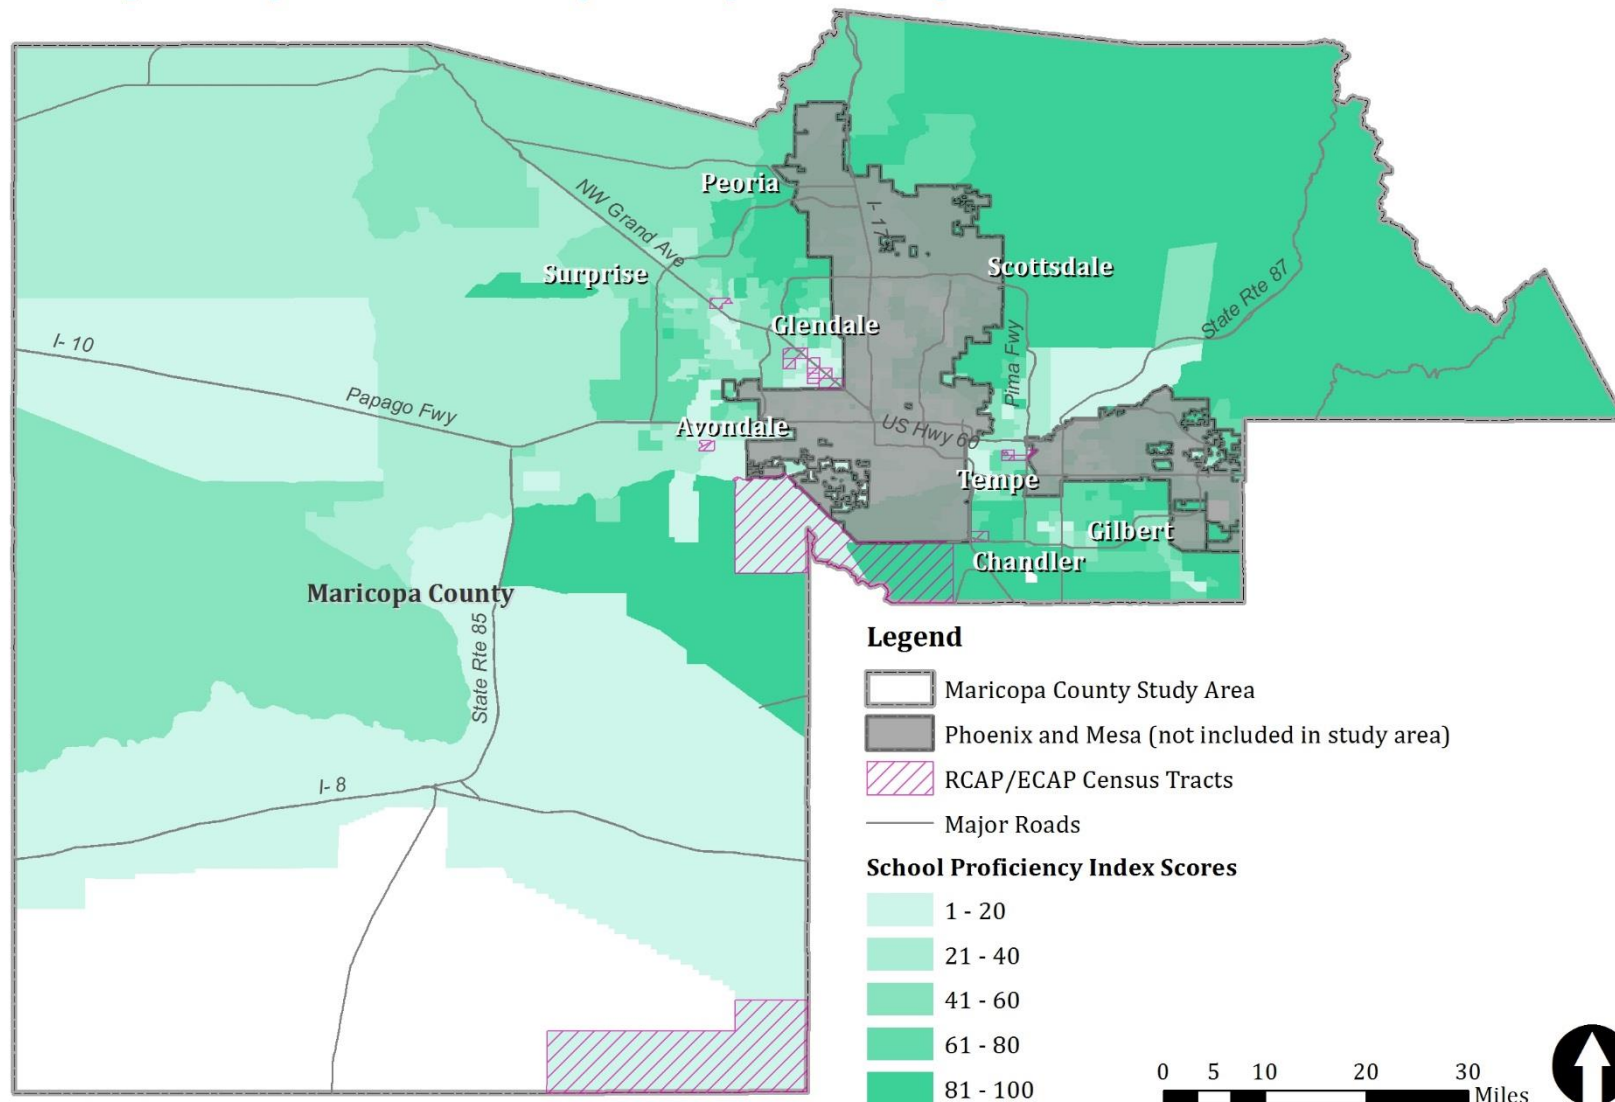 Peoria
I- 17
NW Grand Ave
Surprise
Scottsdale
Glendale
State Rte 87
Pima Fwy
I- 10
Papago Fwy
Avondale
US Hwy 60
Tempe
Gilbert
Chandler
Maricopa County
State Rte 85
I- 8
Legend
Maricopa County Study Area
Phoenix and Mesa (not included in study area)
RCAP/ECAP Census Tracts
Major Roads
School Proficiency Index Scores
1 - 20
21 - 40
41 - 60
61 - 80
81 - 100
0 5 10 20 30
Miles